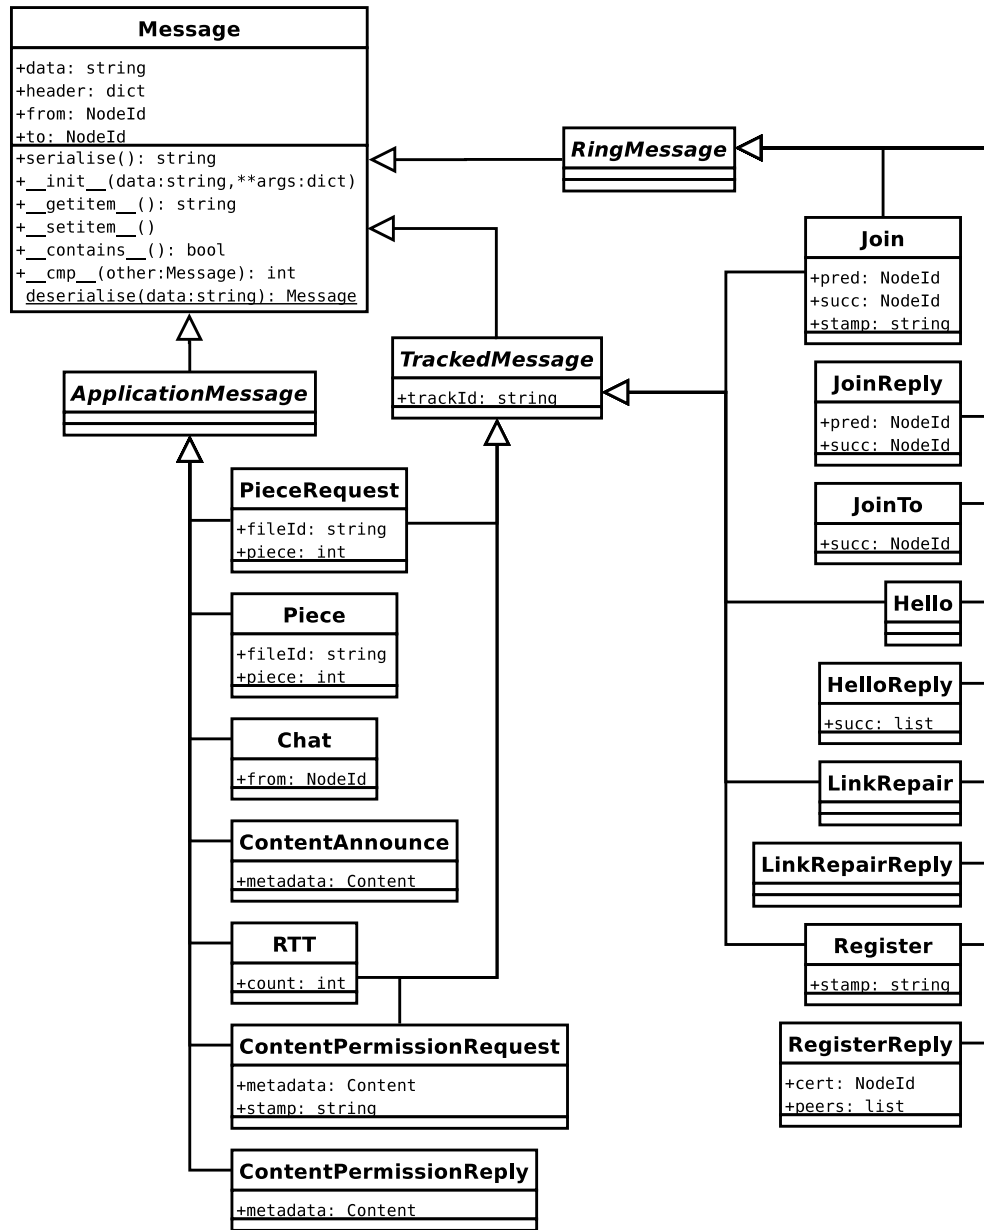 Message
+data: string
+header: dict
+from: NodeId
+to: NodeId
+serialise(): string
+__init__(data:string,**args:dict)
+__getitem__(): string
+__setitem__()
+__contains__(): bool
+__cmp__(other:Message): int
deserialise(data:string): Message
RingMessage
TrackedMessage
+trackId: string
ApplicationMessage
PieceRequest
+fileId: string
+piece: int
Piece
+fileId: string
+piece: int
Chat
+from: NodeId
ContentAnnounce
+metadata: Content
RTT
+count: int
ContentPermissionRequest
+metadata: Content
+stamp: string
ContentPermissionReply
+metadata: Content
Join
+pred: NodeId
+succ: NodeId
+stamp: string
JoinReply
+pred: NodeId
+succ: NodeId
JoinTo
+succ: NodeId
Hello
HelloReply
+succ: list
LinkRepair
LinkRepairReply
Register
+stamp: string
RegisterReply
+cert: NodeId
+peers: list